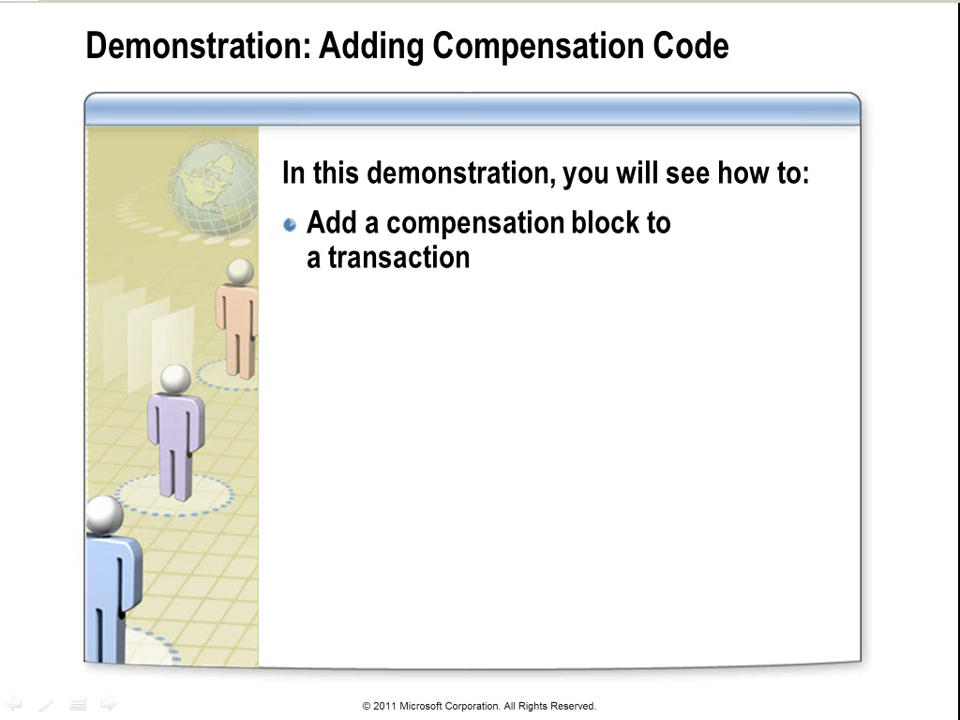 Demonstration: Adding Compensation Code
In this demonstration, you will see how to:
Add a compensation block to
a transaction
© 2011 Microsoft Corporation. All Rights Reserved.